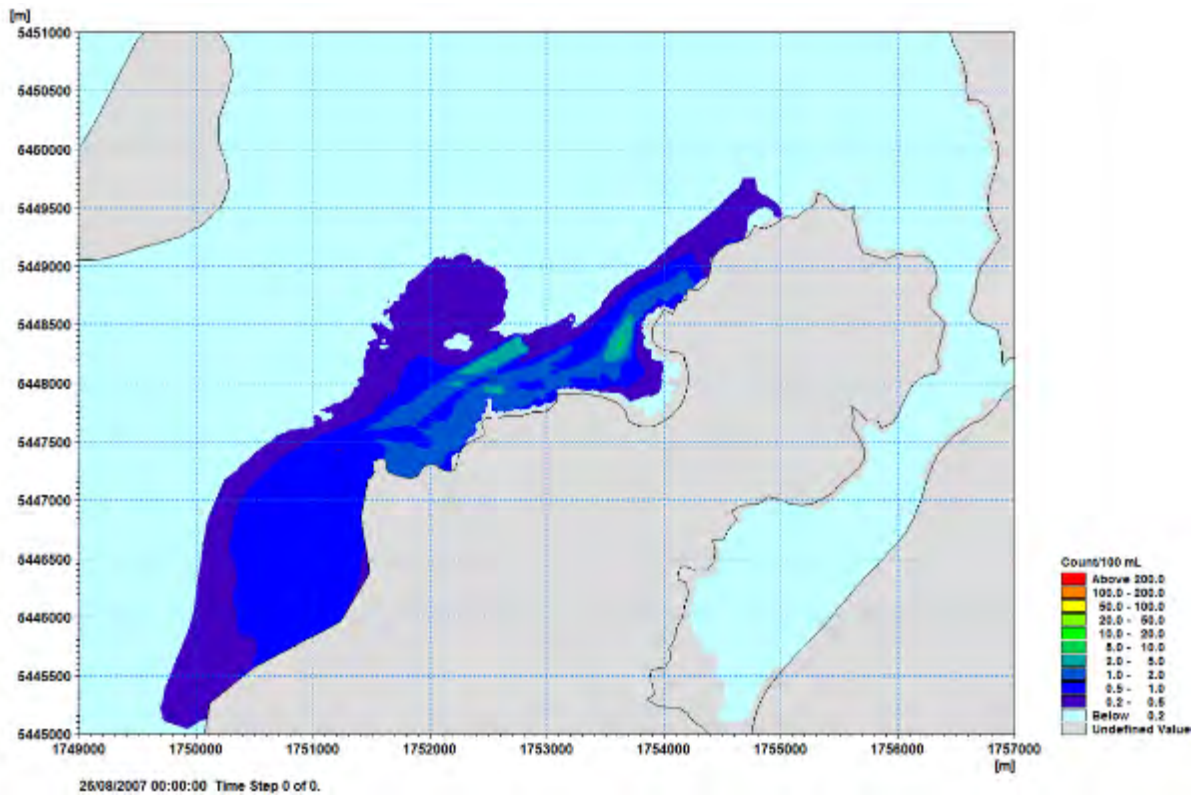 [m]
5451000
5450500
5460000
5449500
5449000
5448500
5448000
5447500
5447000
5446500
5446000
5445500
5445000
1749000 1750000 1751000 1752000 1753000 1754000 1755000 1756000 1757000
[m]
Count/100 mL
Above 200.0
100.0 - 200.0
50.0 - 100.0
20.0 - 50.0
10.0 - 20.0
5.0 - 10.0
2.0 - 5.0
1.0 - 2.0
0.5 - 1.0
0.2 - 0.5
Below 0.2
Undefined Value
26/08/2007 00:00:00 Time Step 0 of 0.